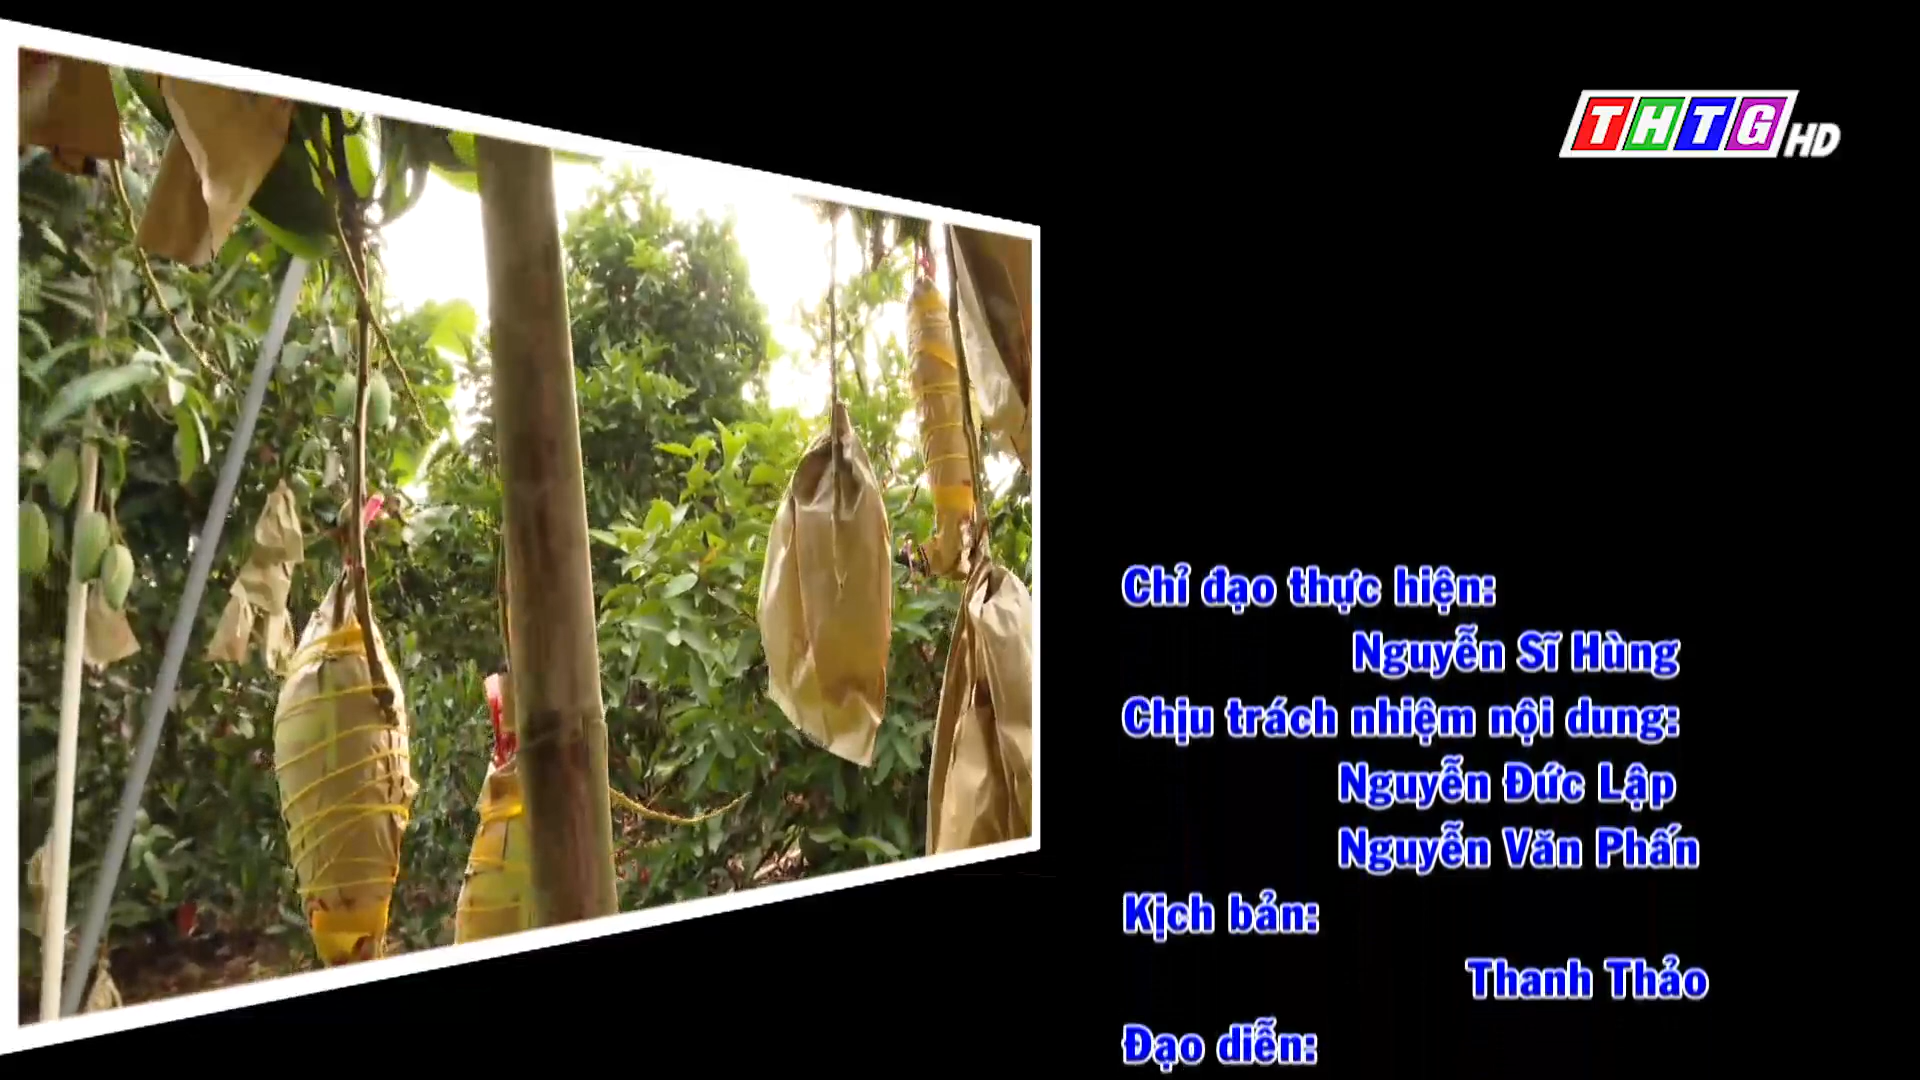 THTG HD
Chỉ đạo thực hiện:
Nguyễn Sĩ Hùng
Chịu trách nhiệm nội dung:
Nguyễn Đức Lập
Nguyễn Văn Phấn
Kịch bản:
Thanh Thảo
Đạo diễn: